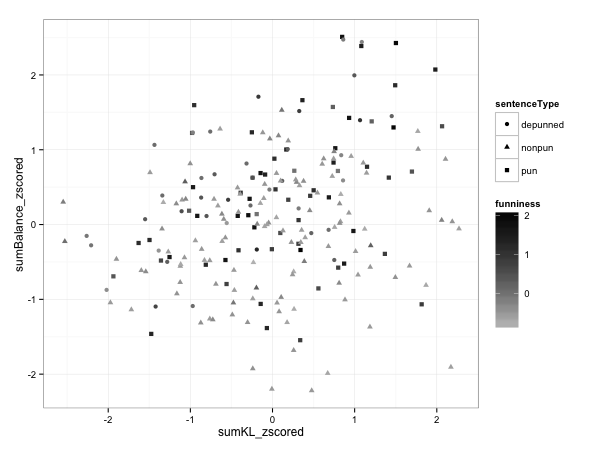 sumBalance_zscored
2
1
0
-1
-2
-2
-1
0
1
2
sumKL_zscored
sentenceType
depunned
nonpun
pun
funniness
2
1
0